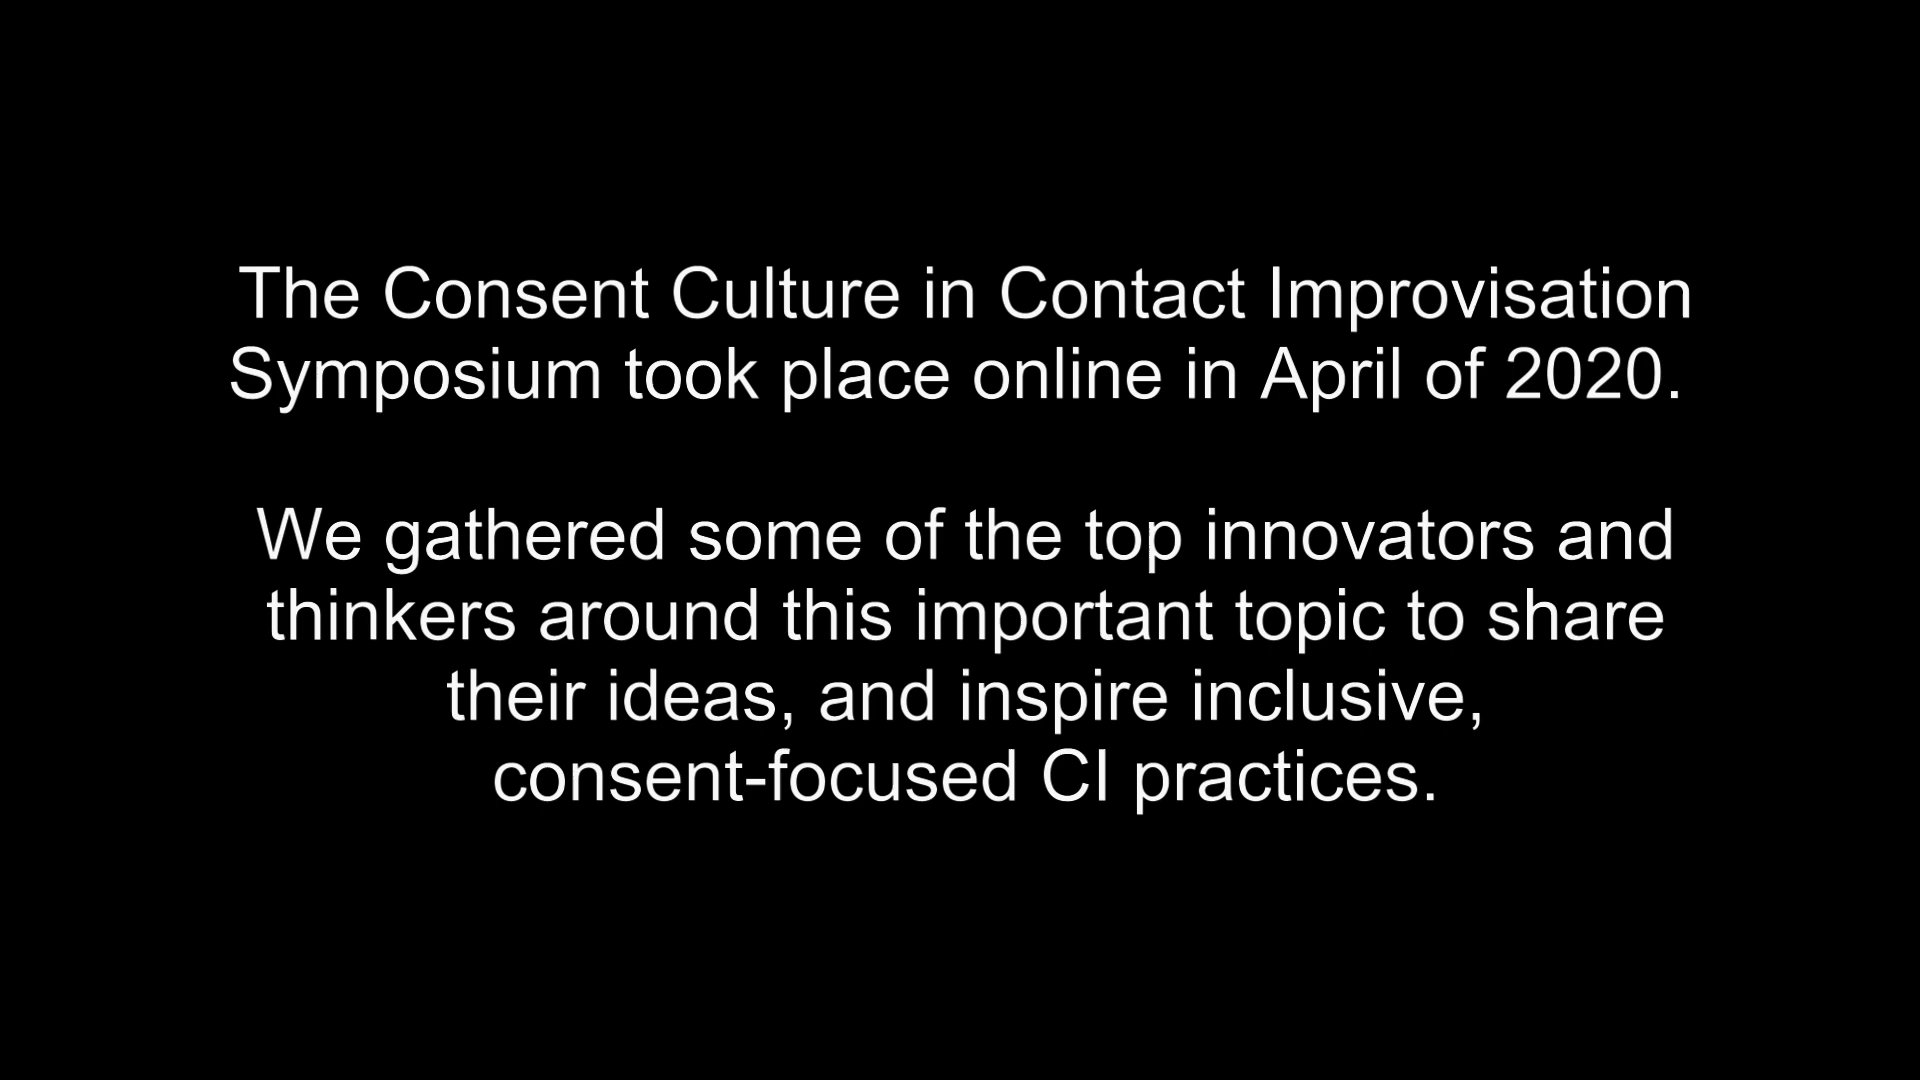 The Consent Culture in Contact Improvisation
Symposium took place online in April of 2020.
We gathered some of the top innovators and
thinkers around this important topic to share
their ideas, and inspire inclusive,
consent-focused CI practices.